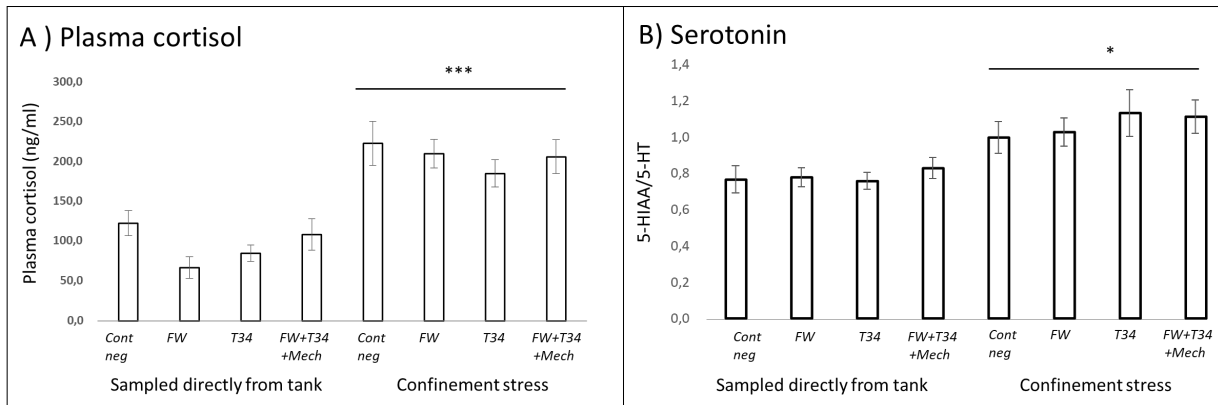 A ) Plasma cortisol
Plasma cortisol (ng/ml)
300,0
250,0
200,0
150,0
100,0
50,0
0,0
***
Cont
neg
FW
T34
FW+T34
+Mech
Cont
neg
FW
T34
FW+T34
+Mech
Sampled directly from tank
Confinement stress
B) Serotonin
5-HIAA/5-HT
1,4
1,2
1,0
0,8
0,6
0,4
0,2
0,0
*
Cont
neg
FW
T34
FW+T34
+Mech
Cont
neg
FW
T34
FW+T34
+Mech
Sampled directly from tank
Confinement stress